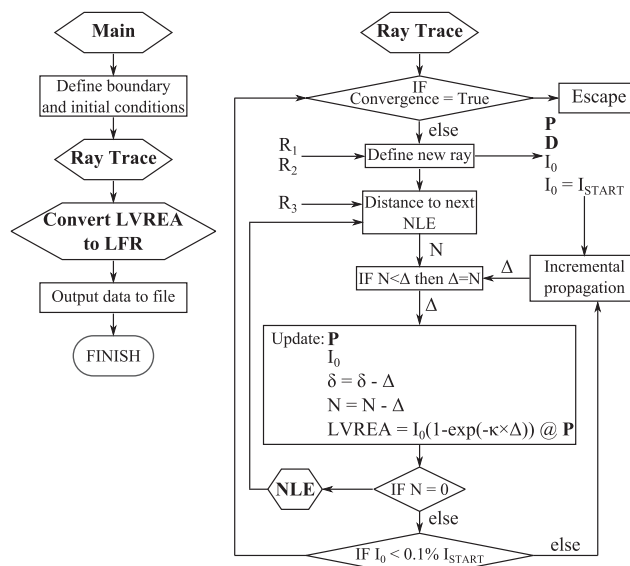 Main
Define boundary
and initial conditions
Ray Trace
Convert LVREA
to LFR
Output data to file
FINISH
Ray Trace
IF
Convergence = True
Escape
else
R₁
R₂
Define new ray
P
D
I₀
I₀ = I_START
R₃
Distance to next
NLE
N
IF N<Δ then Δ=N
Δ
Incremental
propagation
Δ
Update: P
I₀
δ = δ - Δ
N = N - Δ
LVREA = I₀(1-exp(-κ×Δ)) @ P
NLE
IF N = 0
else
IF I₀ < 0.1% I_START
else